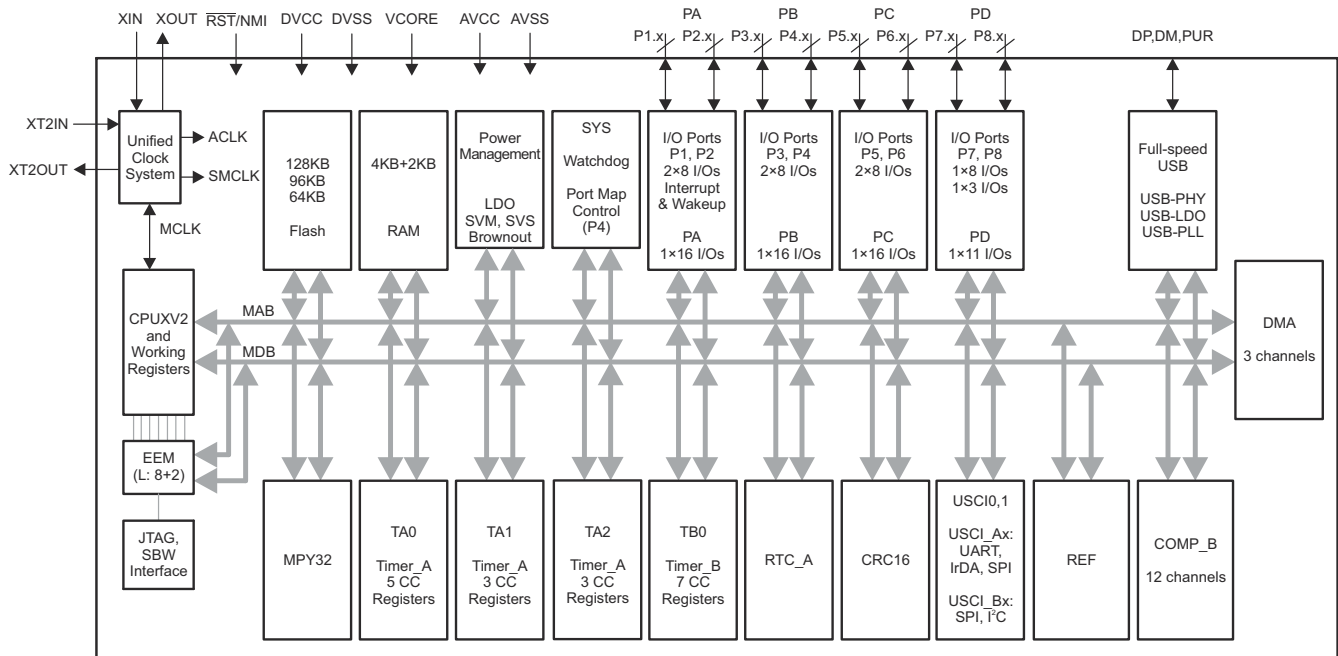 XIN
XOUT
RST/NMI
DVCC
DVSS
VCORE
AVCC
AVSS
PA
P1.x
P2.x
PB
P3.x
P4.x
PC
P5.x
P6.x
PD
P7.x
P8.x
DP,DM,PUR
XT2IN
XT2OUT
Unified
Clock
System
ACLK
SMCLK
MCLK
128KB
96KB
64KB
Flash
4KB+2KB
RAM
Power
Management
LDO
SVM, SVS
Brownout
SYS
Watchdog
Port Map
Control
(P4)
I/O Ports
P1, P2
2×8 I/Os
Interrupt
& Wakeup
PA
1×16 I/Os
I/O Ports
P3, P4
2×8 I/Os
PB
1×16 I/Os
I/O Ports
P5, P6
2×8 I/Os
PC
1×16 I/Os
I/O Ports
P7, P8
1×8 I/Os
1×3 I/Os
PD
1×11 I/Os
Full-speed
USB
USB-PHY
USB-LDO
USB-PLL
CPUXV2
and
Working
Registers
MAB
MDB
DMA
3 channels
EEM
(L: 8+2)
JTAG,
SBW
Interface
MPY32
TA0
Timer_A
5 CC
Registers
TA1
Timer_A
3 CC
Registers
TA2
Timer_A
3 CC
Registers
TB0
Timer_B
7 CC
Registers
RTC_A
CRC16
USCI0,1
USCI_Ax:
UART,
IrDA, SPI
USCI_Bx:
SPI, I²C
REF
COMP_B
12 channels